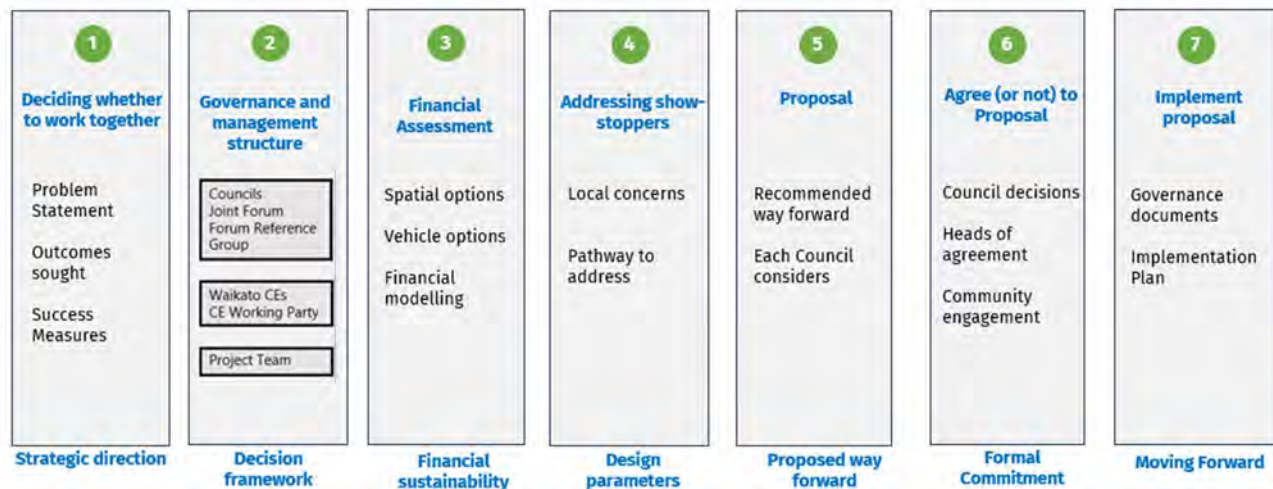 1
Deciding whether
to work together
Problem
Statement
Outcomes
sought
Success
Measures
Strategic direction
2
Governance and
management
structure
Councils
Joint Forum
Forum Reference
Group
Waikato CEs
CE Working Party
Project Team
Decision
framework
3
Financial
Assessment
Spatial options
Vehicle options
Financial
modelling
Financial
sustainability
4
Addressing show-
stoppers
Local concerns
Pathway to
address
Design
parameters
5
Proposal
Recommended
way forward
Each Council
considers
Proposed way
forward
6
Agree (or not) to
Proposal
Council decisions
Heads of
agreement
Community
engagement
Formal
Commitment
7
Implement
proposal
Governance
documents
Implementation
Plan
Moving Forward